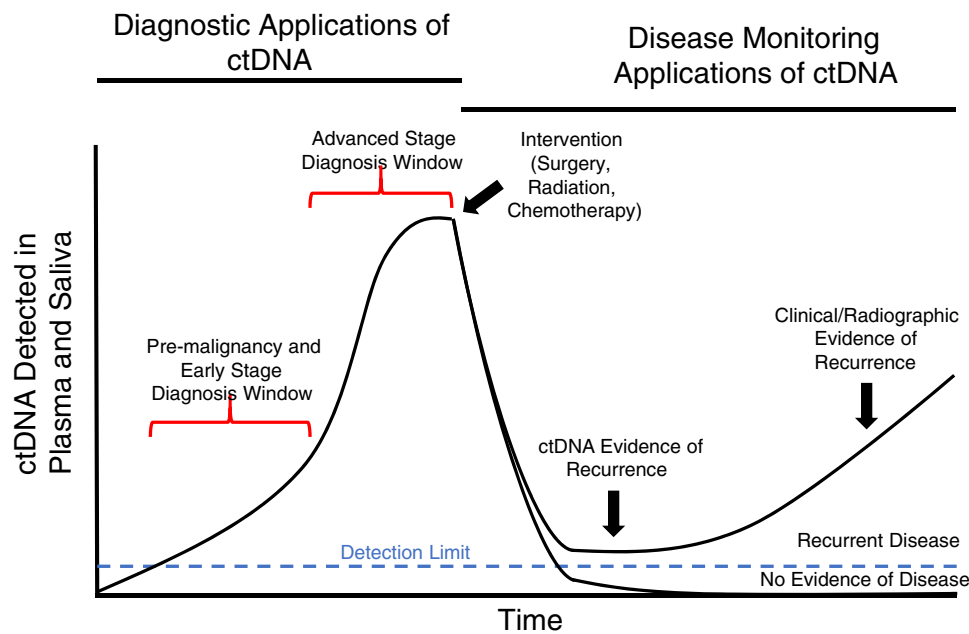 Diagnostic Applications of
ctDNA
Disease Monitoring
Applications of ctDNA
Advanced Stage
Diagnosis Window
Intervention
(Surgery,
Radiation,
Chemotherapy)
Pre-malignancy and
Early Stage
Diagnosis Window
ctDNA Evidence of
Recurrence
Clinical/Radiographic
Evidence of
Recurrence
Detection Limit
Recurrent Disease
No Evidence of Disease
ctDNA Detected in
Plasma and Saliva
Time